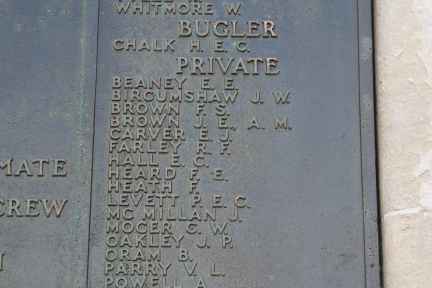 WHITMORE W.
BUGLER
CHALK H. E. C.
PRIVATE
BEANEY E. E.
BIRCUMSHAW J. W.
BROWN F. S.
BROWN J. E., A. M.
CARVER E. J.
FARLEY R. F.
HALL E. C.
HEARD F. E.
HEATH F.
LEVETT P. E. C.
MC MILLAN J.
MOGER C. W.
OAKLEY J. P.
ORAM B.
PARRY V. L.
POWELL A.
MATE
CREW